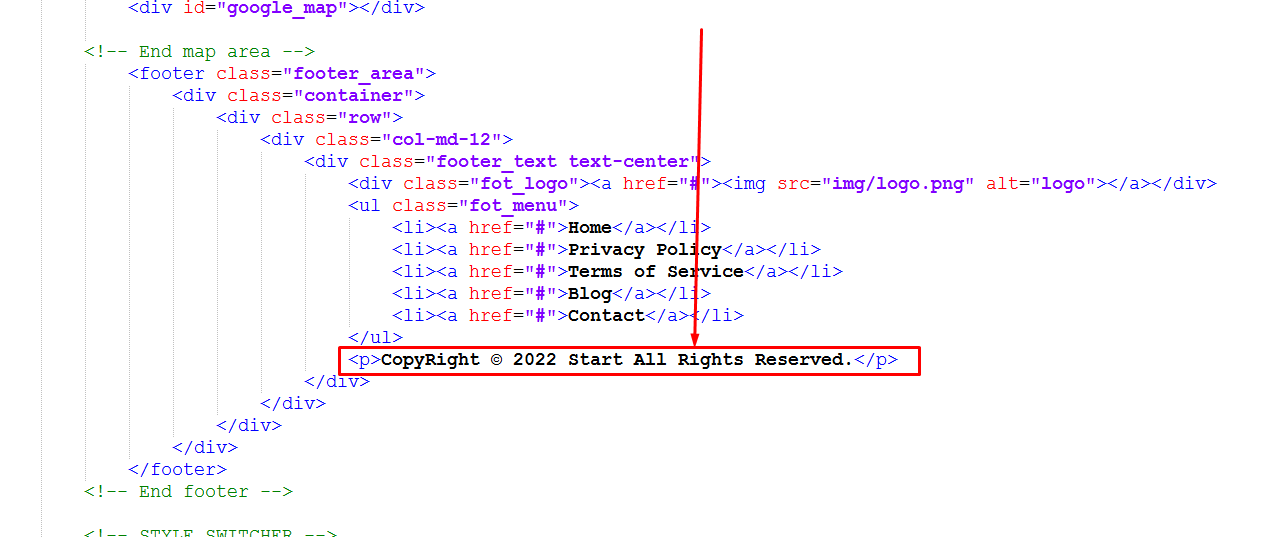 <div id="google_map"></div>
<!-- End map area -->
<footer class="footer_area">
<div class="container">
<div class="row">
<div class="col-md-12">
<div class="footer_text text-center">
<div class="fot_logo"><a href="#"><img src="img/logo.png" alt="logo"></a></div>
<ul class="fot_menu">
<li><a href="#">Home</a></li>
<li><a href="#">Privacy Policy</a></li>
<li><a href="#">Terms of Service</a></li>
<li><a href="#">Blog</a></li>
<li><a href="#">Contact</a></li>
</ul>
<p>CopyRight © 2022 Start All Rights Reserved.</p>
</div>
</div>
</div>
</div>
</footer>
<!-- End footer -->
<!-- STYLE SWITCHER -->